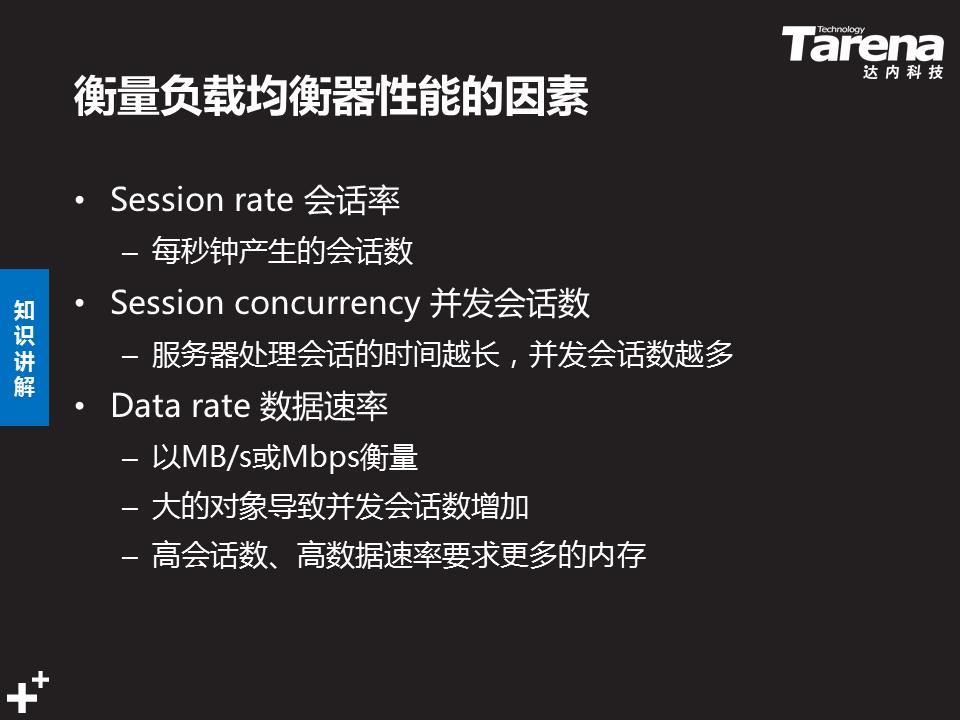 Technology
Tarena
达内科技
衡量负载均衡器性能的因素
• Session rate 会话率
– 每秒钟产生的会话数
• Session concurrency 并发会话数
– 服务器处理会话的时间越长，并发会话数越多
• Data rate 数据速率
– 以MB/s或Mbps衡量
– 大的对象导致并发会话数增加
– 高会话数、高数据速率要求更多的内存
知识讲解